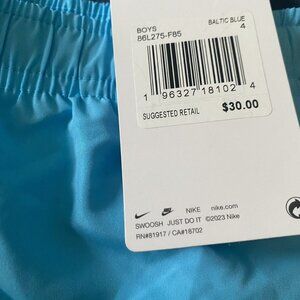 BOYS BALTIC BLUE
86L275-F85 4
1 96327 18102 4
SUGGESTED RETAIL $30.00
NIKE nike.com
SWOOSH JUST DO IT ©2023 Nike
RN#81917 / CA#18702